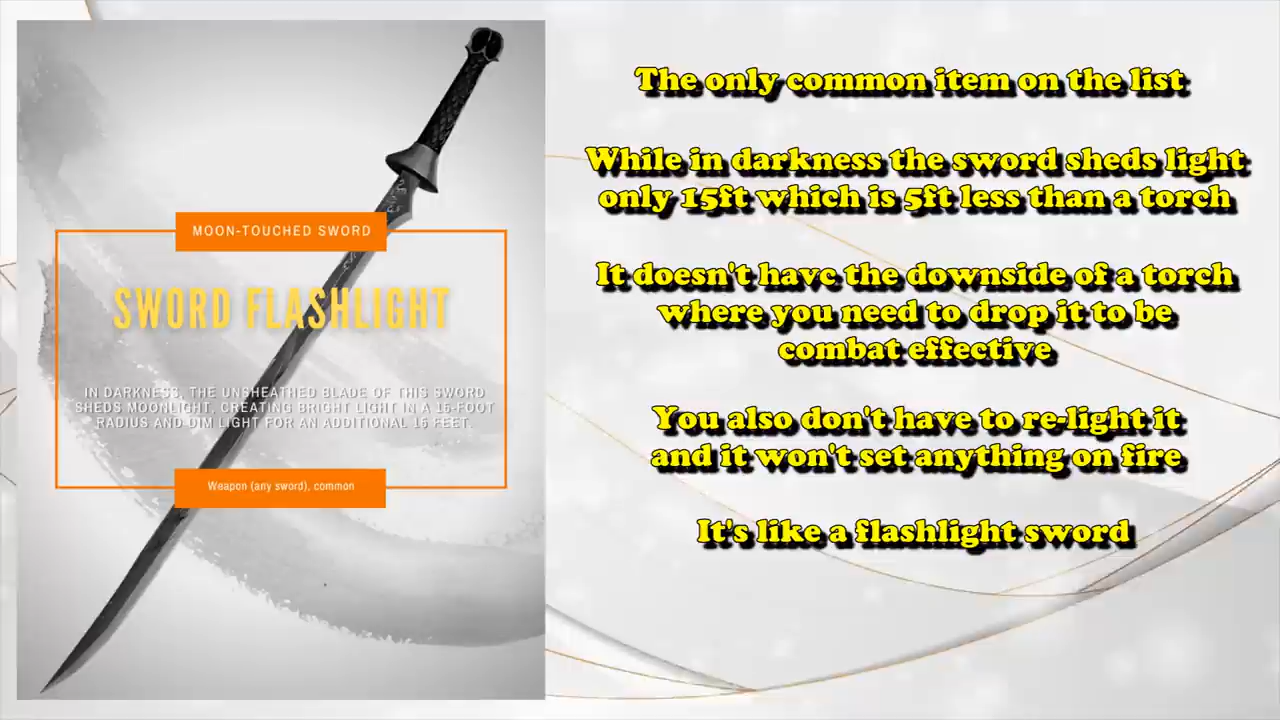 MOON-TOUCHED SWORD
SWORD FLASHLIGHT
IN DARKNESS, THE UNSHEATHED BLADE OF THIS SWORD
SHEDS MOONLIGHT, CREATING BRIGHT LIGHT IN A 15-FOOT
RADIUS AND DIM LIGHT FOR AN ADDITIONAL 15 FEET.
Weapon (any sword), common
The only common item on the list
While in darkness the sword sheds light
only 15ft which is 5ft less than a torch
It doesn't have the downside of a torch
where you need to drop it to be
combat effective
You also don't have to re-light it
and it won't set anything on fire
It's like a flashlight sword